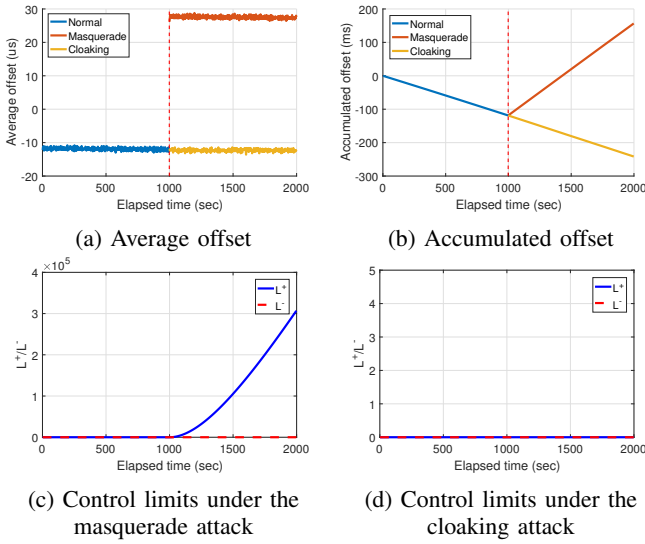 30
20
10
0
-10
-20
Average offset (us)
Normal
Masquerade
Cloaking
0 500 1000 1500 2000
Elapsed time (sec)
(a) Average offset
200
100
0
-100
-200
-300
Accumulated offset (ms)
Normal
Masquerade
Cloaking
0 500 1000 1500 2000
Elapsed time (sec)
(b) Accumulated offset
×10⁵
4
3
2
1
0
L⁺/L⁻
L⁺
L⁻
0 500 1000 1500 2000
Elapsed time (sec)
(c) Control limits under the
masquerade attack
5
4
3
2
1
0
L⁺/L⁻
L⁺
L⁻
0 500 1000 1500 2000
Elapsed time (sec)
(d) Control limits under the
cloaking attack